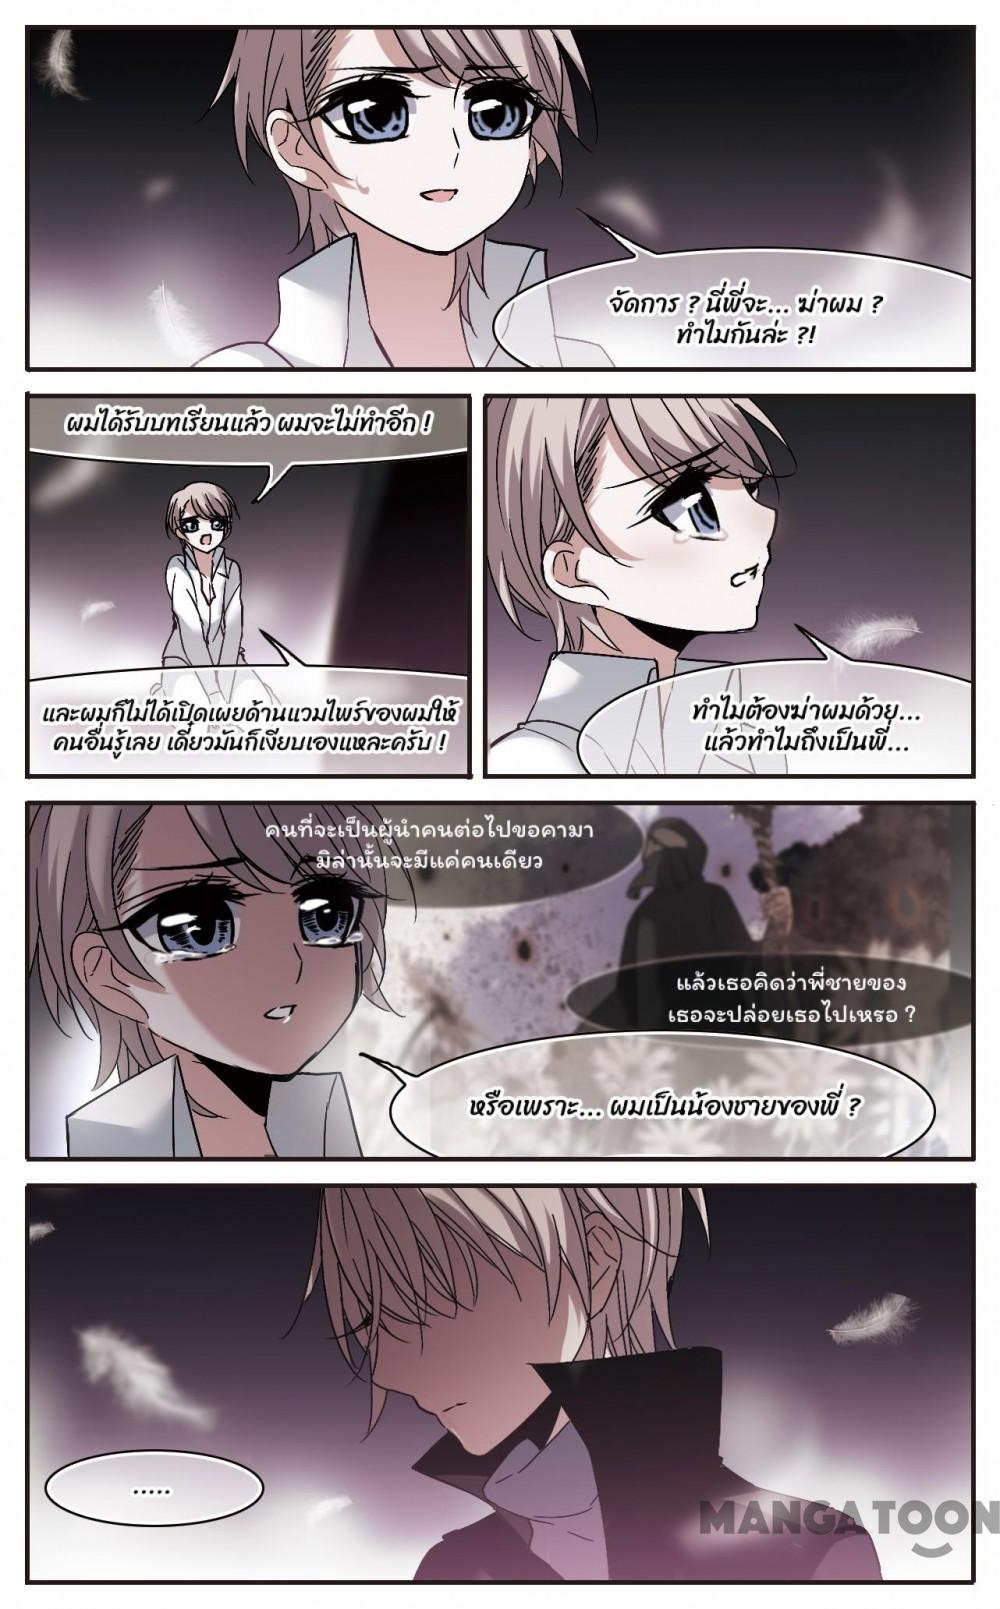 จัดการ ? นี่พี่จะ... ฆ่าผม ?
ทำไมกันล่ะ ?!
ผมได้รับบทเรียนแล้ว ผมจะไม่ทำอีก !
และผมก็ไม่ได้เปิดเผยด้านแวมไพร์ของผมให้
คนอื่นรู้เลย เดี๋ยวมันก็เงียบเองแหละครับ !
ทำไมต้องฆ่าผมด้วย...
แล้วทำไมถึงเป็นพี่...
คนที่จะเป็นผู้นำคนต่อไปขอคามา
มิล่านั้นจะมีแค่คนเดียว
แล้วเธอคิดว่าพี่ชายของ
เธอจะปล่อยเธอไปเหรอ ?
หรือเพราะ... ผมเป็นน้องชายของพี่ ?
.....
MANGATOON